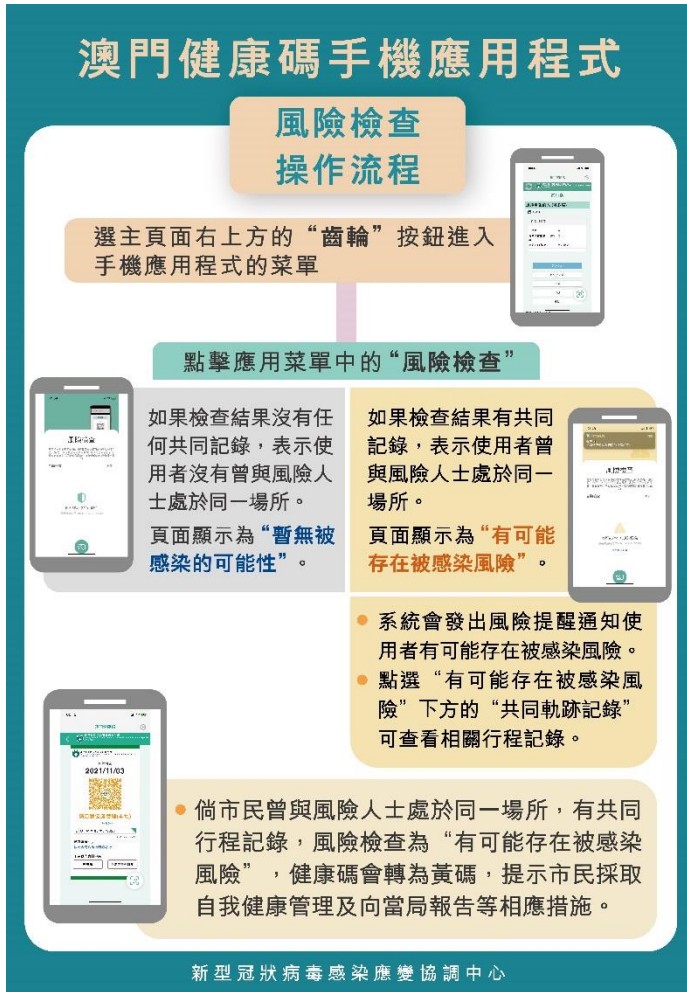 澳門健康碼手機應用程式
風險檢查
操作流程
選主頁面右上方的“齒輪”按鈕進入
手機應用程式的菜單
點擊應用菜單中的“風險檢查”
風險檢查
如果檢查結果沒有任
何共同記錄，表示使
用者沒有曾與風險人
士處於同一場所。
頁面顯示為“暫無被
感染的可能性”。
如果檢查結果有共同
記錄，表示使用者曾
與風險人士處於同一
場所。
頁面顯示為“有可能
存在被感染風險”。
風險檢查
系統會發出風險提醒通知使
用者有可能存在被感染風險。
點選“有可能存在被感染風
險”下方的“共同軌跡記錄”
可查看相關行程記錄。
2021/11/03
倘市民曾與風險人士處於同一場所，有共同
行程記錄，風險檢查為“有可能存在被感染
風險”，健康碼會轉為黃碼，提示市民採取
自我健康管理及向當局報告等相應措施。
新型冠狀病毒感染應變協調中心